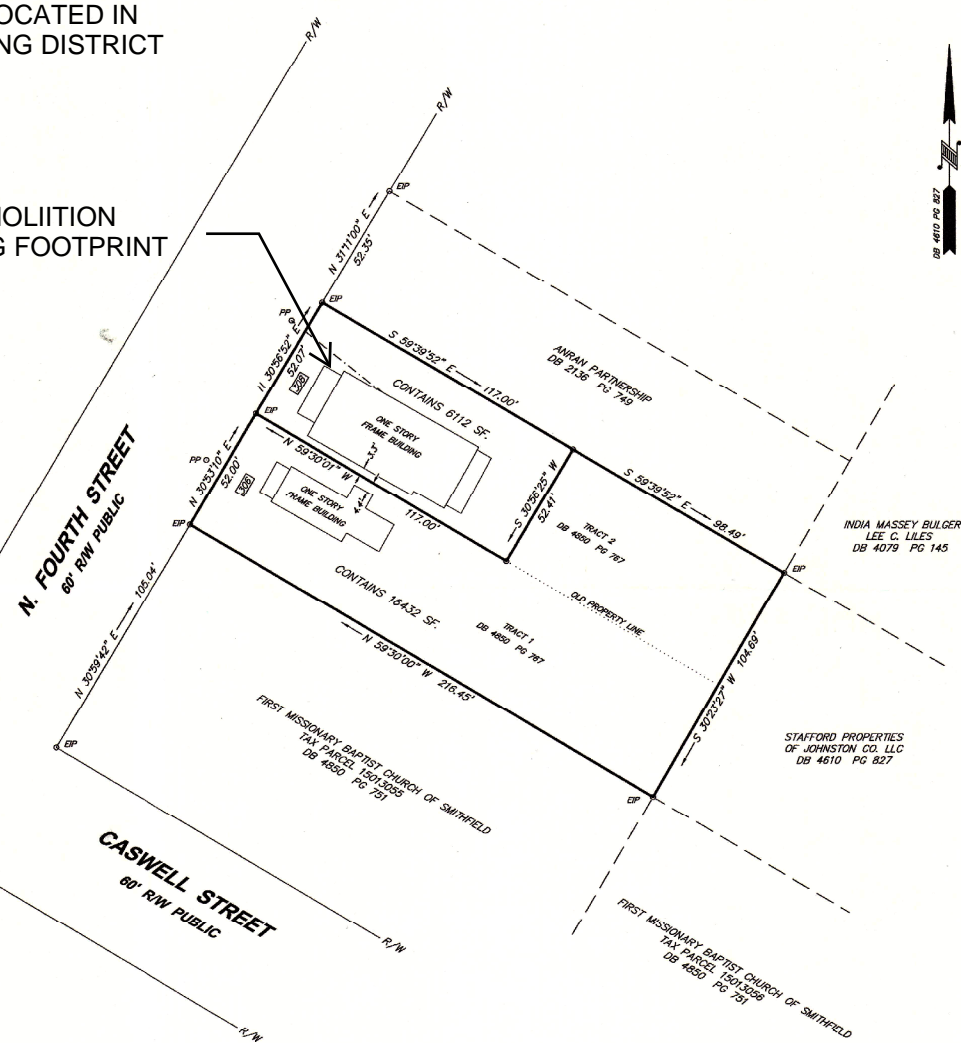 OCATED IN
NG DISTRICT
R/W
R/W
DB 4610 PG 827
MOLIITION
G FOOTPRINT
EIP
N 31°11'00" E
52.35'
EIP
PP
N 30°56'52" E
52.07'
308
S 59°39'52" E 117.00'
ANRAN PARTNERSHIP
DB 2136 PG 749
CONTAINS 6112 SF.
ONE STORY
FRAME BUILDING
3.3'
EIP
N 59°30'01" W
117.00'
N. FOURTH STREET
60' R/W PUBLIC
PP
N 30°53'10" E
52.00'
306
ONE STORY
FRAME BUILDING
4.4'
S 30°56'25" W
52.41'
S 59°39'52" E 98.49'
TRACT 2
DB 4850 PG 767
INDIA MASSEY BULGER
LEE C. LILES
DB 4079 PG 145
EIP
EIP
OLD PROPERTY LINE
CONTAINS 16432 SF.
TRACT 1
DB 4850 PG 767
N 30°59'42" E 105.04'
N 59°30'00" W 216.45'
S 30°23'27" W 104.69'
EIP
FIRST MISSIONARY BAPTIST CHURCH OF SMITHFIELD
TAX PARCEL 15013055
DB 4850 PG 751
STAFFORD PROPERTIES
OF JOHNSTON CO. LLC
DB 4610 PG 827
EIP
CASWELL STREET
60' R/W PUBLIC
R/W
R/W
FIRST MISSIONARY BAPTIST CHURCH OF SMITHFIELD
TAX PARCEL 15013056
DB 4850 PG 751